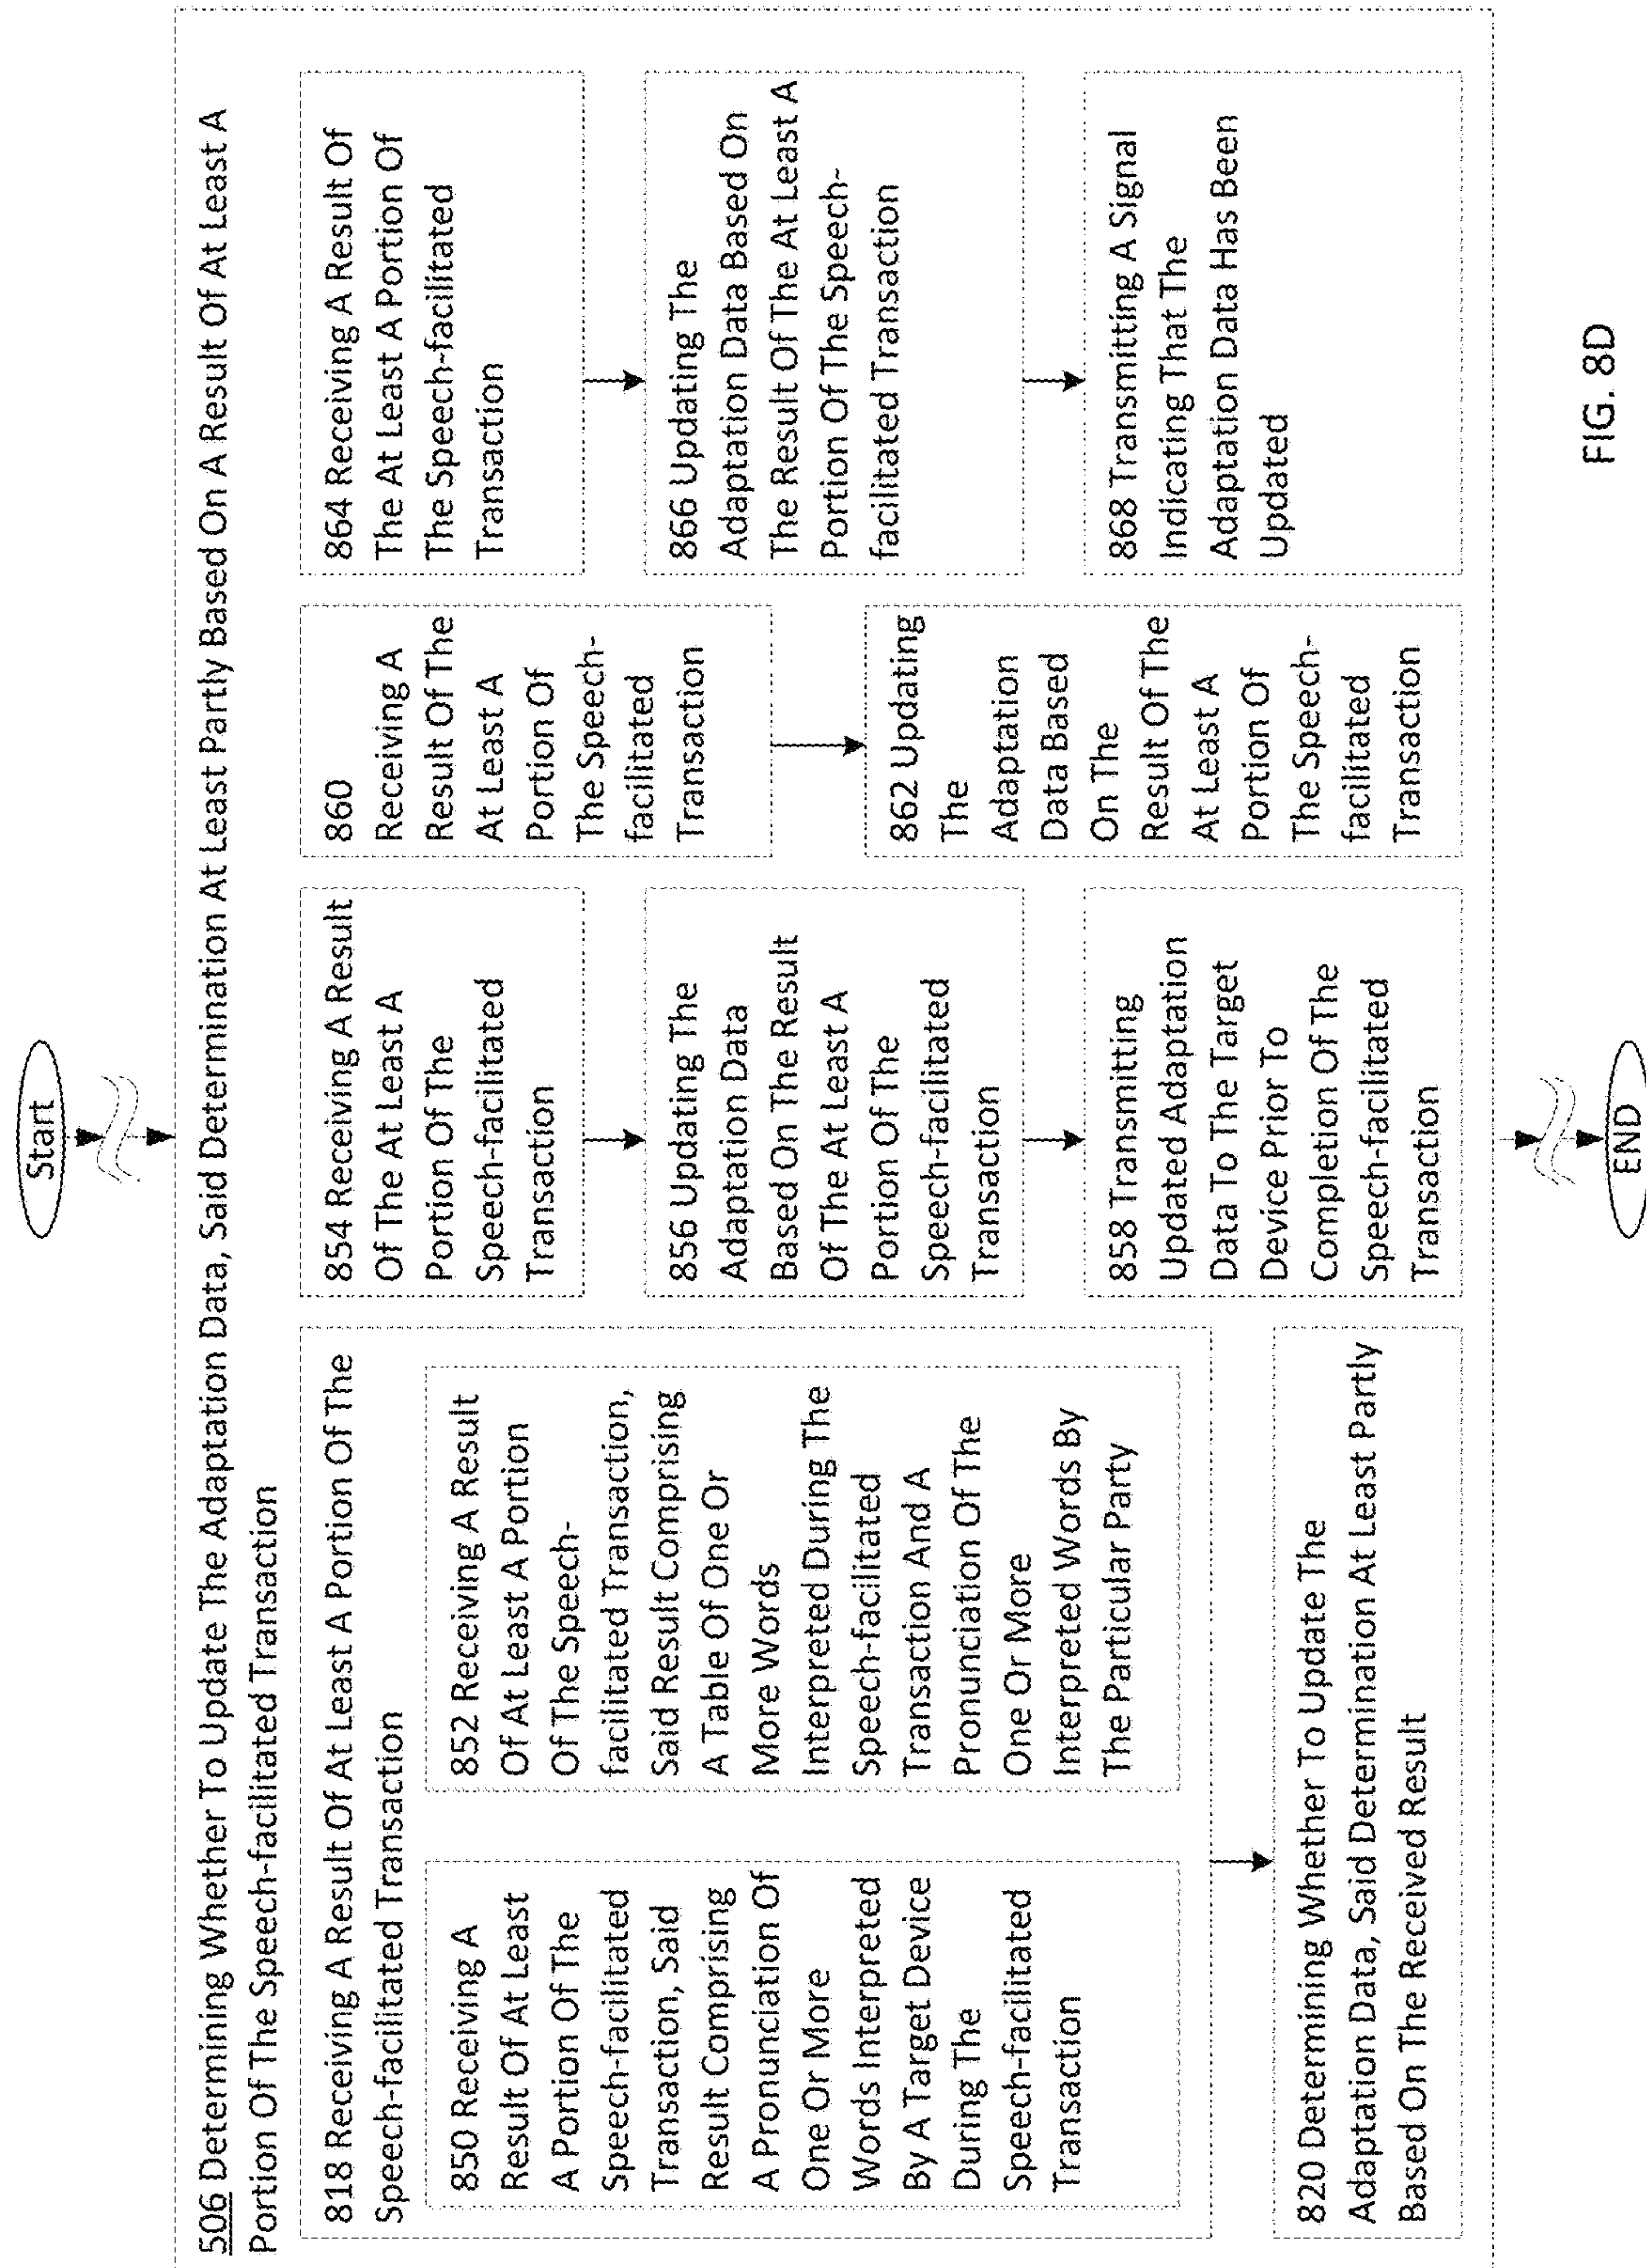 Start
506 Determining Whether To Update The Adaptation Data, Said Determination At Least Partly Based On A Result Of At Least A
Portion Of The Speech-facilitated Transaction
818 Receiving A Result Of At Least A Portion Of The
Speech-facilitated Transaction
850 Receiving A
Result Of At Least
A Portion Of The
Speech-facilitated
Transaction, Said
Result Comprising
A Pronunciation Of
One Or More
Words Interpreted
By A Target Device
During The
Speech-facilitated
Transaction
852 Receiving A Result
Of At Least A Portion
Of The Speech-
facilitated Transaction,
Said Result Comprising
A Table Of One Or
More Words
Interpreted During The
Speech-facilitated
Transaction And A
Pronunciation Of The
One Or More
Interpreted Words By
The Particular Party
820 Determining Whether To Update The
Adaptation Data, Said Determination At Least Partly
Based On The Received Result
854 Receiving A Result
Of The At Least A
Portion Of The
Speech-facilitated
Transaction
856 Updating The
Adaptation Data
Based On The Result
Of The At Least A
Portion Of The
Speech-facilitated
Transaction
858 Transmitting
Updated Adaptation
Data To The Target
Device Prior To
Completion Of The
Speech-facilitated
Transaction
860
Receiving A
Result Of The
At Least A
Portion Of
The Speech-
facilitated
Transaction
862 Updating
The
Adaptation
Data Based
On The
Result Of The
At Least A
Portion Of
The Speech-
facilitated
Transaction
864 Receiving A Result Of
The At Least A Portion Of
The Speech-facilitated
Transaction
866 Updating The
Adaptation Data Based On
The Result Of The At Least A
Portion Of The Speech-
facilitated Transaction
868 Transmitting A Signal
Indicating That The
Adaptation Data Has Been
Updated
END
FIG. 8D